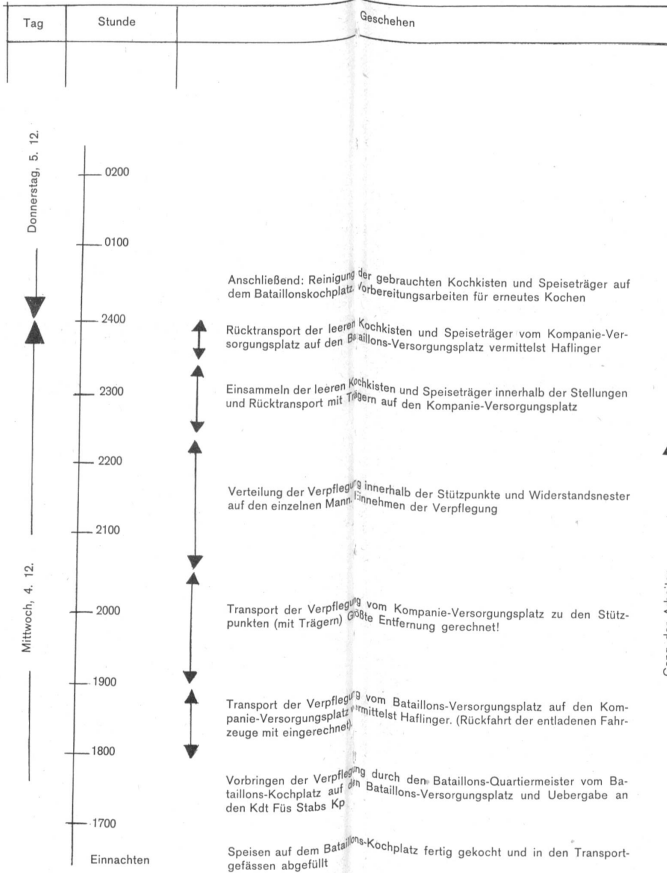 Tag
Stunde
Geschehen
Donnerstag, 5. 12.
0200
0100
Anschließend: Reinigung der gebrauchten Kochkisten und Speiseträger auf
dem Bataillonskochplatz. Vorbereitungsarbeiten für erneutes Kochen
2400
Rücktransport der leeren Kochkisten und Speiseträger vom Kompanie-Ver-
sorgungsplatz auf den Bataillons-Versorgungsplatz vermittelst Haflinger
2300
Einsammeln der leeren Kochkisten und Speiseträger innerhalb der Stellungen
und Rücktransport mit Trägern auf den Kompanie-Versorgungsplatz
2200
Verteilung der Verpflegung innerhalb der Stützpunkte und Widerstandsnester
auf den einzelnen Mann. Einnehmen der Verpflegung
2100
Mittwoch, 4. 12.
2000
Transport der Verpflegung vom Kompanie-Versorgungsplatz zu den Stütz-
punkten (mit Trägern) Größte Entfernung gerechnet!
1900
Transport der Verpflegung vom Bataillons-Versorgungsplatz auf den Kom-
panie-Versorgungsplatz vermittelst Haflinger. (Rückfahrt der entladenen Fahr-
zeuge mit eingerechnet)
1800
Vorbringen der Verpflegung durch den Bataillons-Quartiermeister vom Ba-
taillons-Kochplatz auf den Bataillons-Versorgungsplatz und Uebergabe an
den Kdt Füs Stabs Kp
1700
Einnachten
Speisen auf dem Bataillons-Kochplatz fertig gekocht und in den Transport-
gefässen abgefüllt